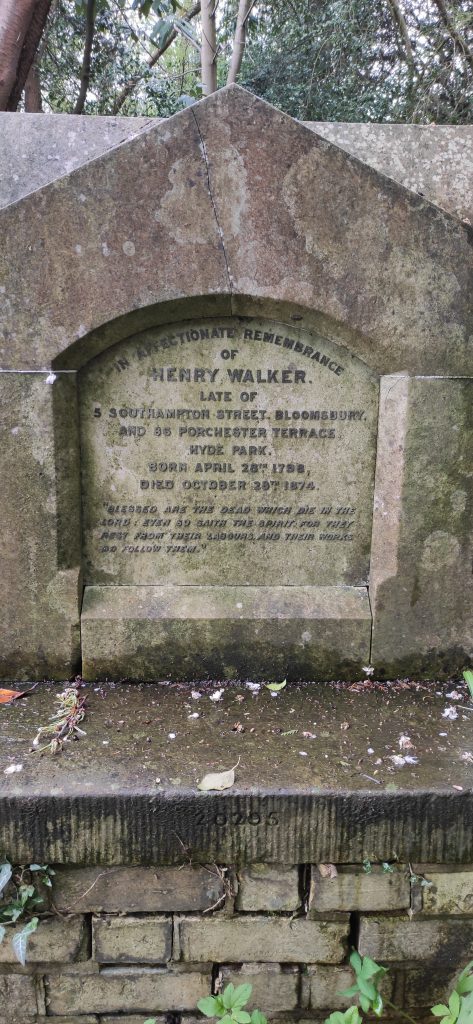 IN AFFECTIONATE REMEMBRANCE
OF
HENRY WALKER.
LATE OF
5 SOUTHAMPTON STREET, BLOOMSBURY,
AND 86 PORCHESTER TERRACE
HYDE PARK.
BORN APRIL 28TH 1798,
DIED OCTOBER 29TH 1874.
"BLESSED ARE THE DEAD WHICH DIE IN THE
LORD: EVEN SO SAITH THE SPIRIT; FOR THEY
REST FROM THEIR LABOURS, AND THEIR WORKS
DO FOLLOW THEM."
20205